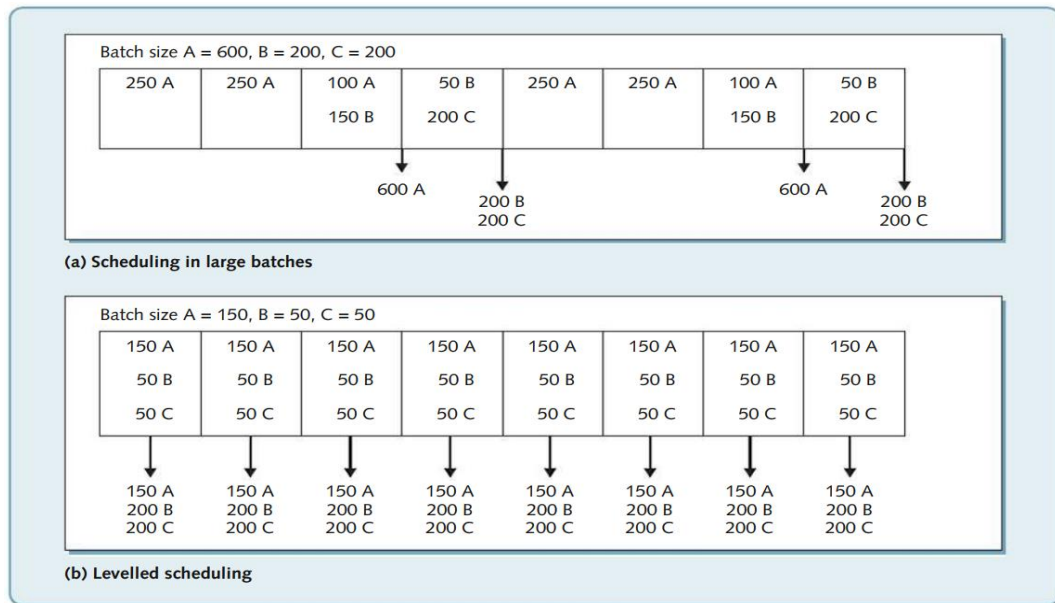 Batch size A = 600, B = 200, C = 200
250 A 250 A 100 A 50 B 250 A 250 A 100 A 50 B
150 B 200 C 150 B 200 C
600 A 600 A
200 B 200 B
200 C 200 C
(a) Scheduling in large batches
Batch size A = 150, B = 50, C = 50
150 A 150 A 150 A 150 A 150 A 150 A 150 A 150 A
50 B 50 B 50 B 50 B 50 B 50 B 50 B 50 B
50 C 50 C 50 C 50 C 50 C 50 C 50 C 50 C
150 A 150 A 150 A 150 A 150 A 150 A 150 A 150 A
200 B 200 B 200 B 200 B 200 B 200 B 200 B 200 B
200 C 200 C 200 C 200 C 200 C 200 C 200 C 200 C
(b) Levelled scheduling